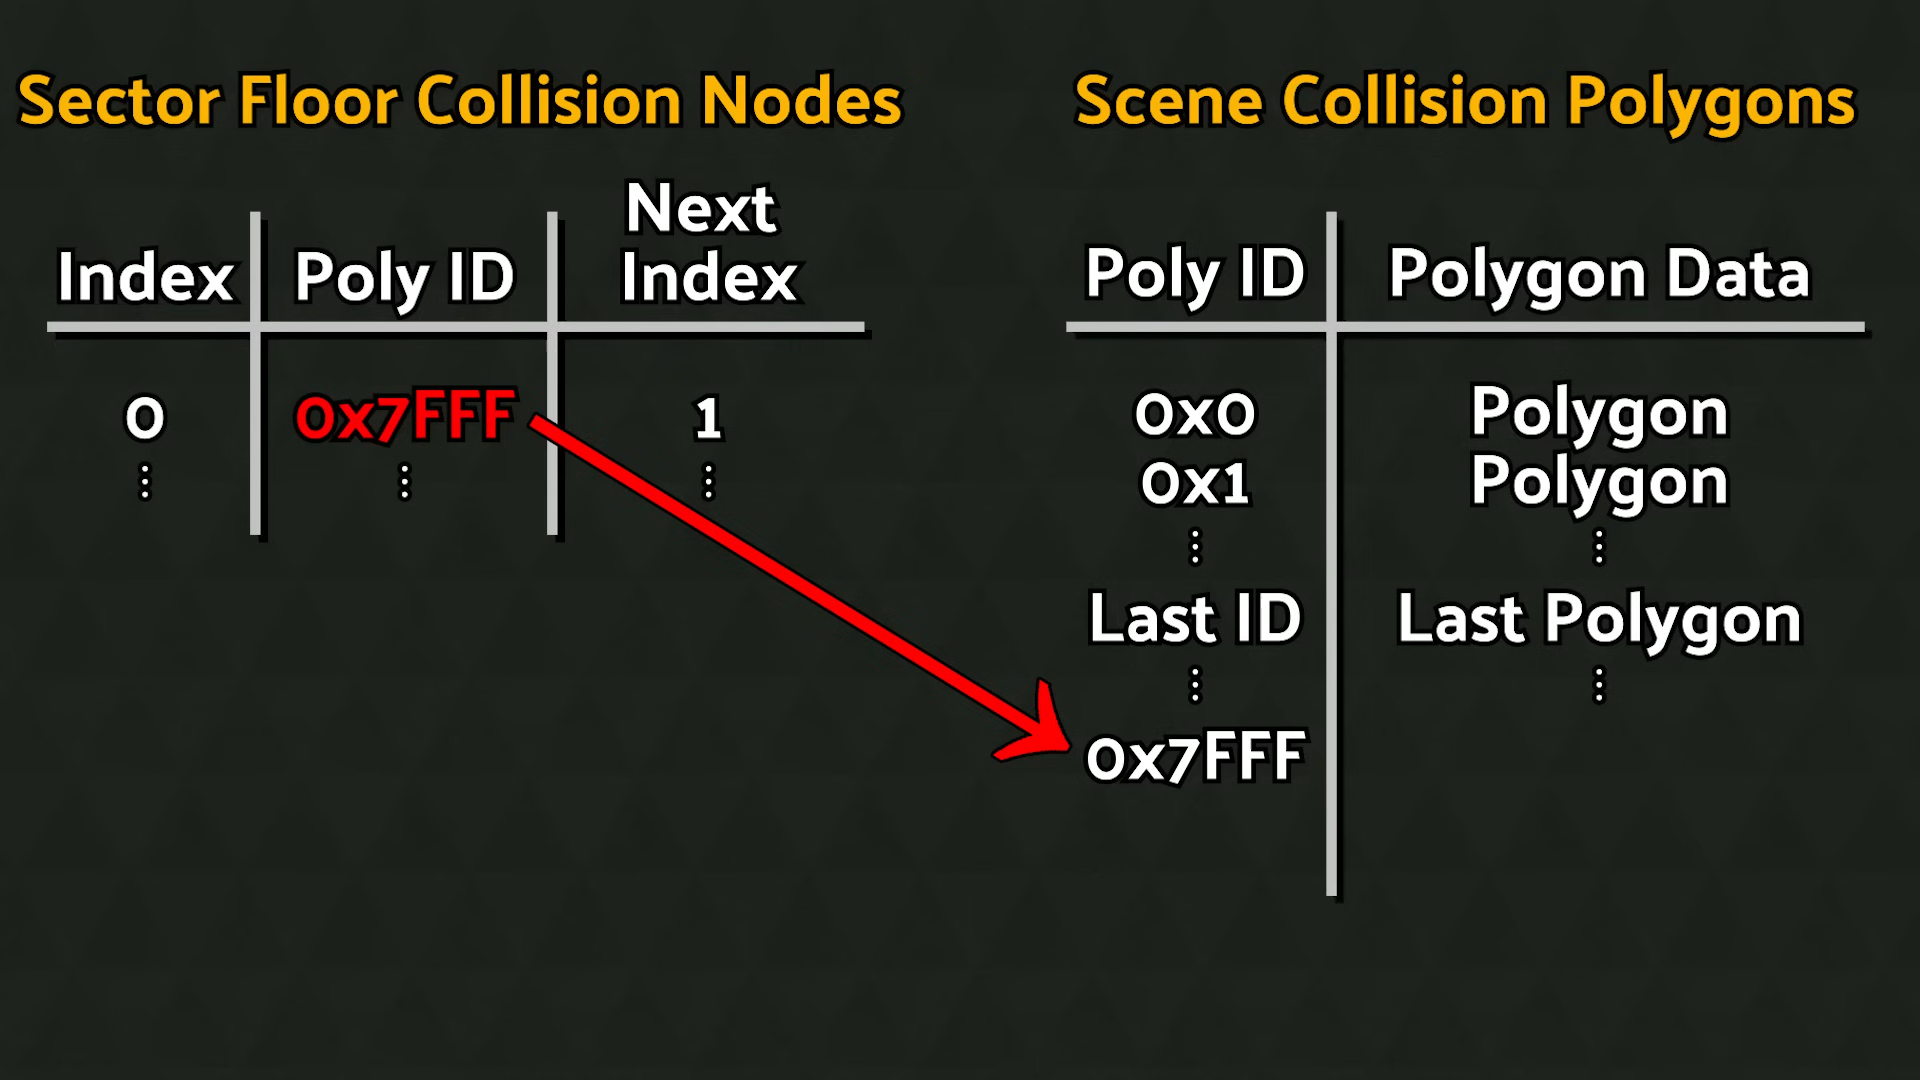 Sector Floor Collision Nodes
Index | Poly ID | Next Index
0 | 0x7FFF | 1
⋮ | ⋮ | ⋮
Scene Collision Polygons
Poly ID | Polygon Data
0x0 | Polygon
0x1 | Polygon
⋮ | ⋮
Last ID | Last Polygon
⋮ | ⋮
0x7FFF